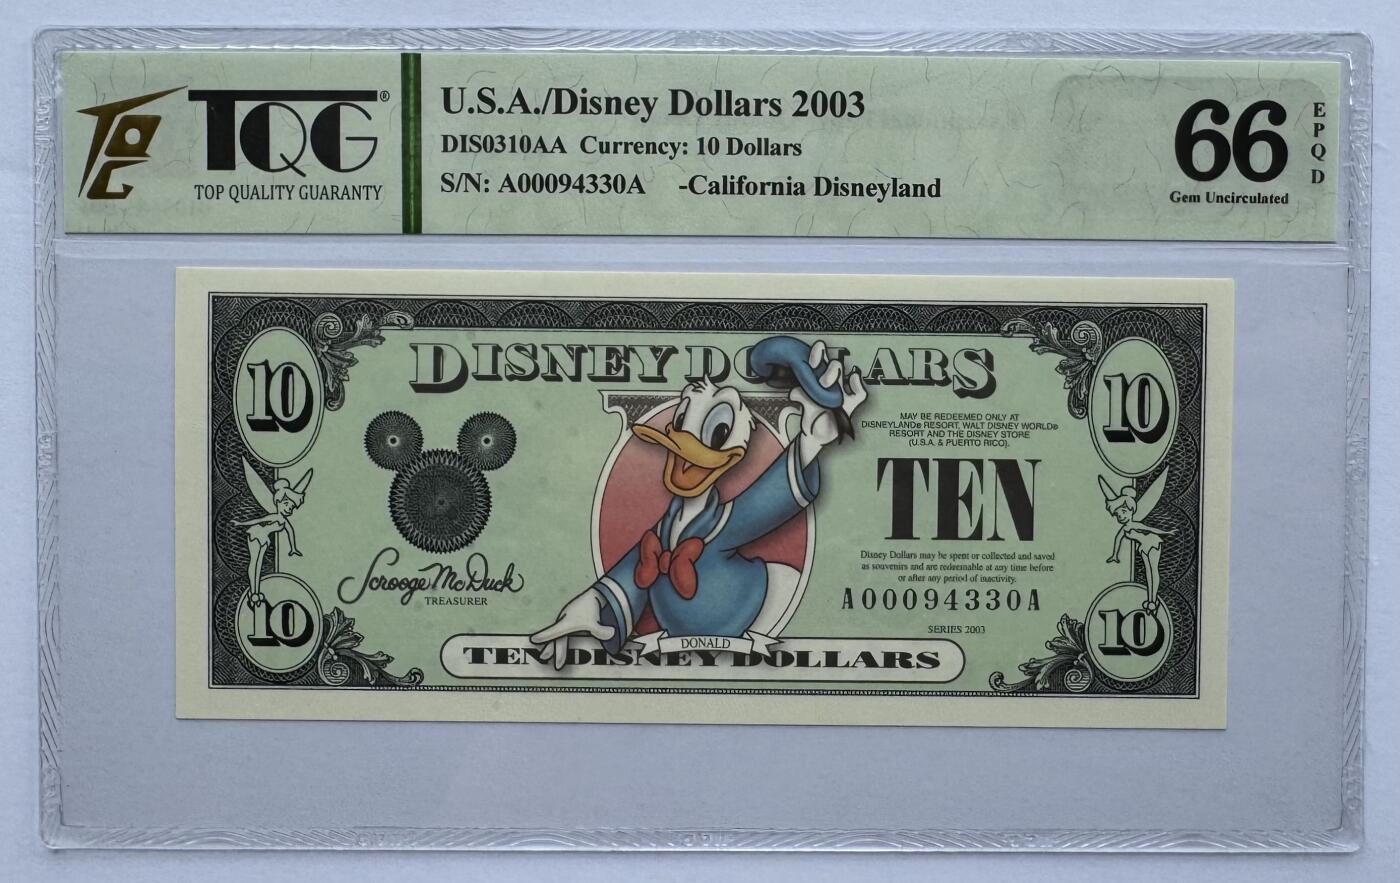 TQG®
TOP QUALITY GUARANTY
U.S.A./Disney Dollars 2003
DIS0310AA Currency: 10 Dollars
S/N: A00094330A -California Disneyland
66
EPQD
Gem Uncirculated
10
DISNEY DOLLARS
10
MAY BE REDEEMED ONLY AT
DISNEYLAND® RESORT, WALT DISNEY WORLD®
RESORT AND THE DISNEY STORE
(U.S.A. & PUERTO RICO).
TEN
Disney Dollars may be spent or collected and saved
as souvenirs and are redeemable at any time before
or after any period of inactivity.
Scrooge McDuck
TREASURER
A00094330A
SERIES 2003
10
DONALD
TEN DISNEY DOLLARS
10